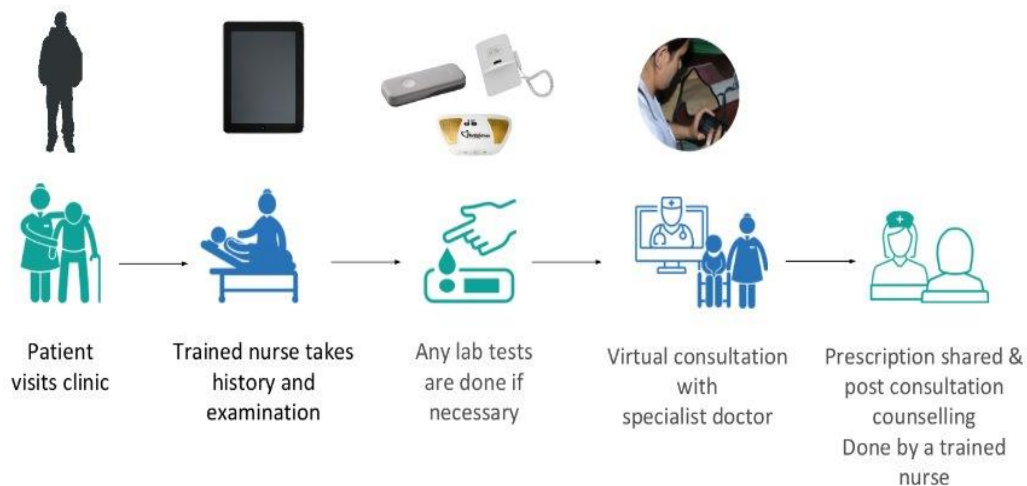 Patient
visits clinic
Trained nurse takes
history and
examination
Any lab tests
are done if
necessary
Virtual consultation
with
specialist doctor
Prescription shared &
post consultation
counselling
Done by a trained
nurse